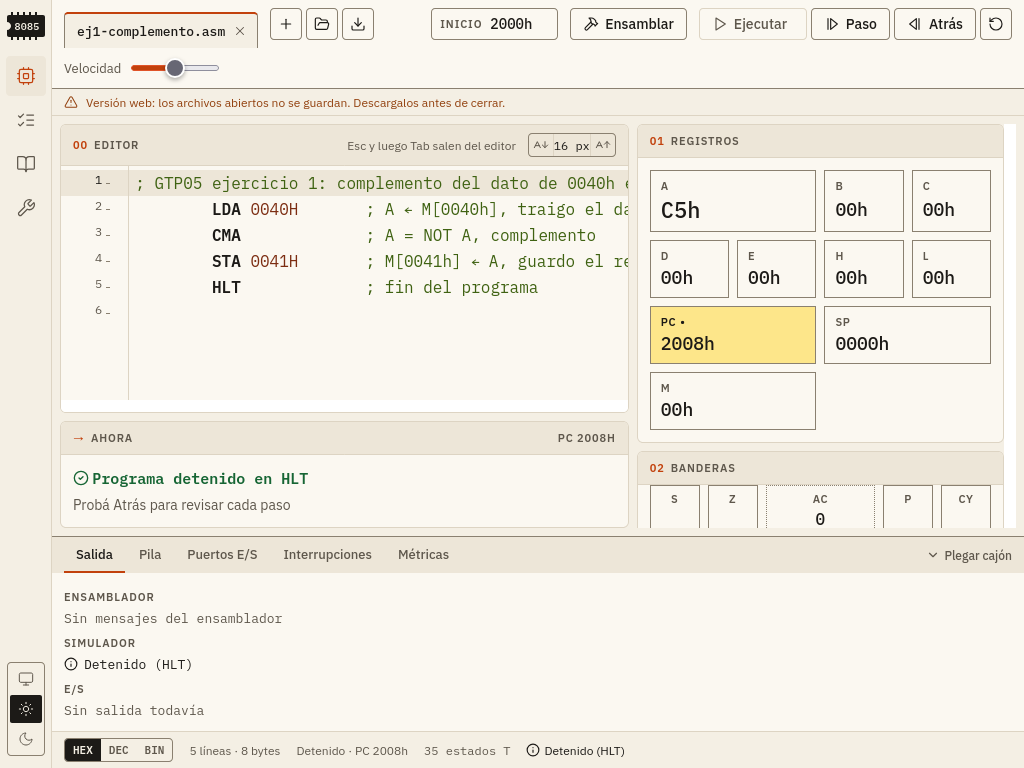 8085
ej1-complemento.asm
INICIO 2000h
Ensamblar
Ejecutar
Paso
Atrás
Velocidad
Versión web: los archivos abiertos no se guardan. Descargalos antes de cerrar.
00 EDITOR
Esc y luego Tab salen del editor
A↓ 16 px A↑
1 ; GTP05 ejercicio 1: complemento del dato de 0040h
2 LDA 0040H ; A ← M[0040h], traigo el
3 CMA ; A = NOT A, complemento
4 STA 0041H ; M[0041h] ← A, guardo el
5 HLT ; fin del programa
6
→ AHORA
PC 2008H
Programa detenido en HLT
Probá Atrás para revisar cada paso
01 REGISTROS
A
C5h
B
00h
C
00h
D
00h
E
00h
H
00h
L
00h
PC •
2008h
SP
0000h
M
00h
02 BANDERAS
S
Z
AC
0
P
CY
Salida
Pila
Puertos E/S
Interrupciones
Métricas
Plegar cajón
ENSAMBLADOR
Sin mensajes del ensamblador
SIMULADOR
Detenido (HLT)
E/S
Sin salida todavía
HEX DEC BIN
5 líneas · 8 bytes
Detenido · PC 2008h
35 estados T
Detenido (HLT)